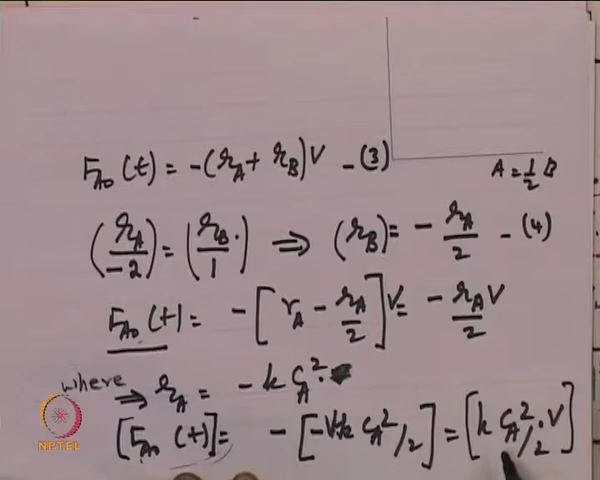 F_A0 (t) = -(r_A + r_B) V - (3)
A = 1/2 B
(r_A / -2) = (r_B / 1) ⇒ (r_B) = - r_A / 2 - (4)
F_A0 (t) = - [r_A - r_A / 2] V = - r_A V / 2
where ⇒ r_A = - k C_A^2
[F_A0 (t)] = - [-V k C_A^2 / 2] = [k C_A^2 / 2 . V]
NPTEL